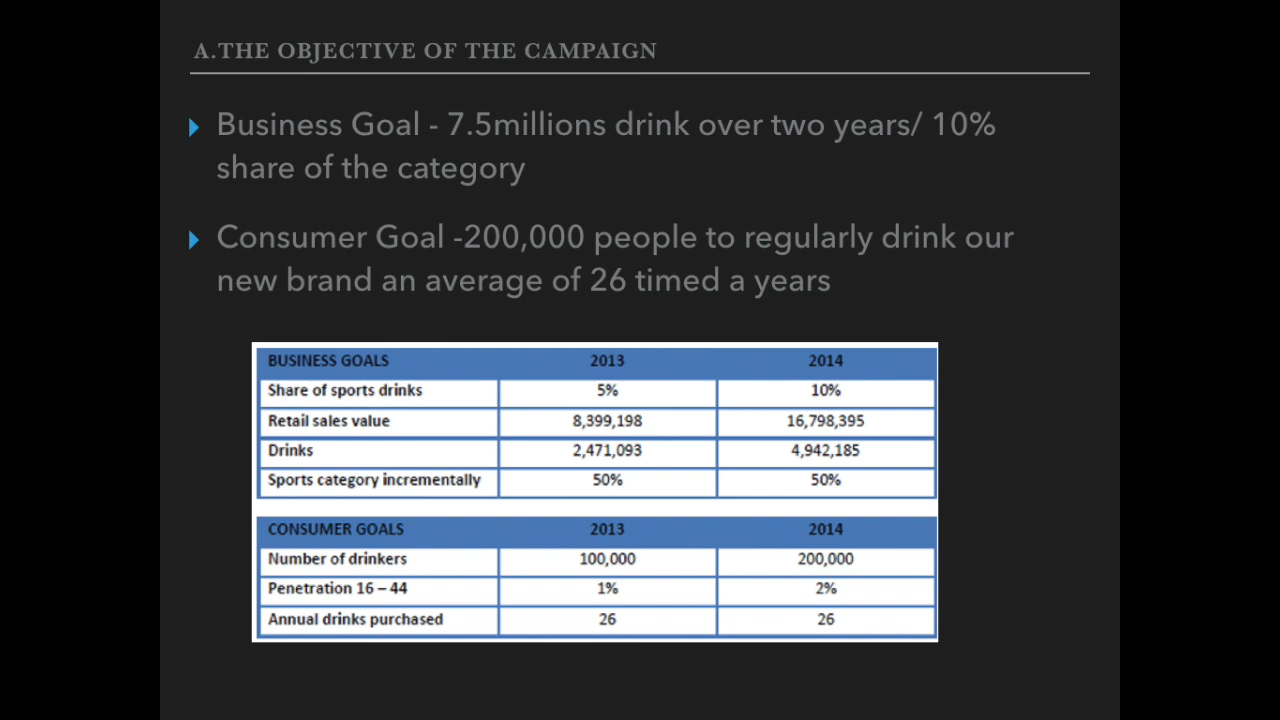 A.THE OBJECTIVE OF THE CAMPAIGN
Business Goal - 7.5millions drink over two years/ 10%
share of the category
Consumer Goal -200,000 people to regularly drink our
new brand an average of 26 timed a years
BUSINESS GOALS 2013 2014
Share of sports drinks 5% 10%
Retail sales value 8,399,198 16,798,395
Drinks 2,471,093 4,942,185
Sports category incrementally 50% 50%
CONSUMER GOALS 2013 2014
Number of drinkers 100,000 200,000
Penetration 16 – 44 1% 2%
Annual drinks purchased 26 26